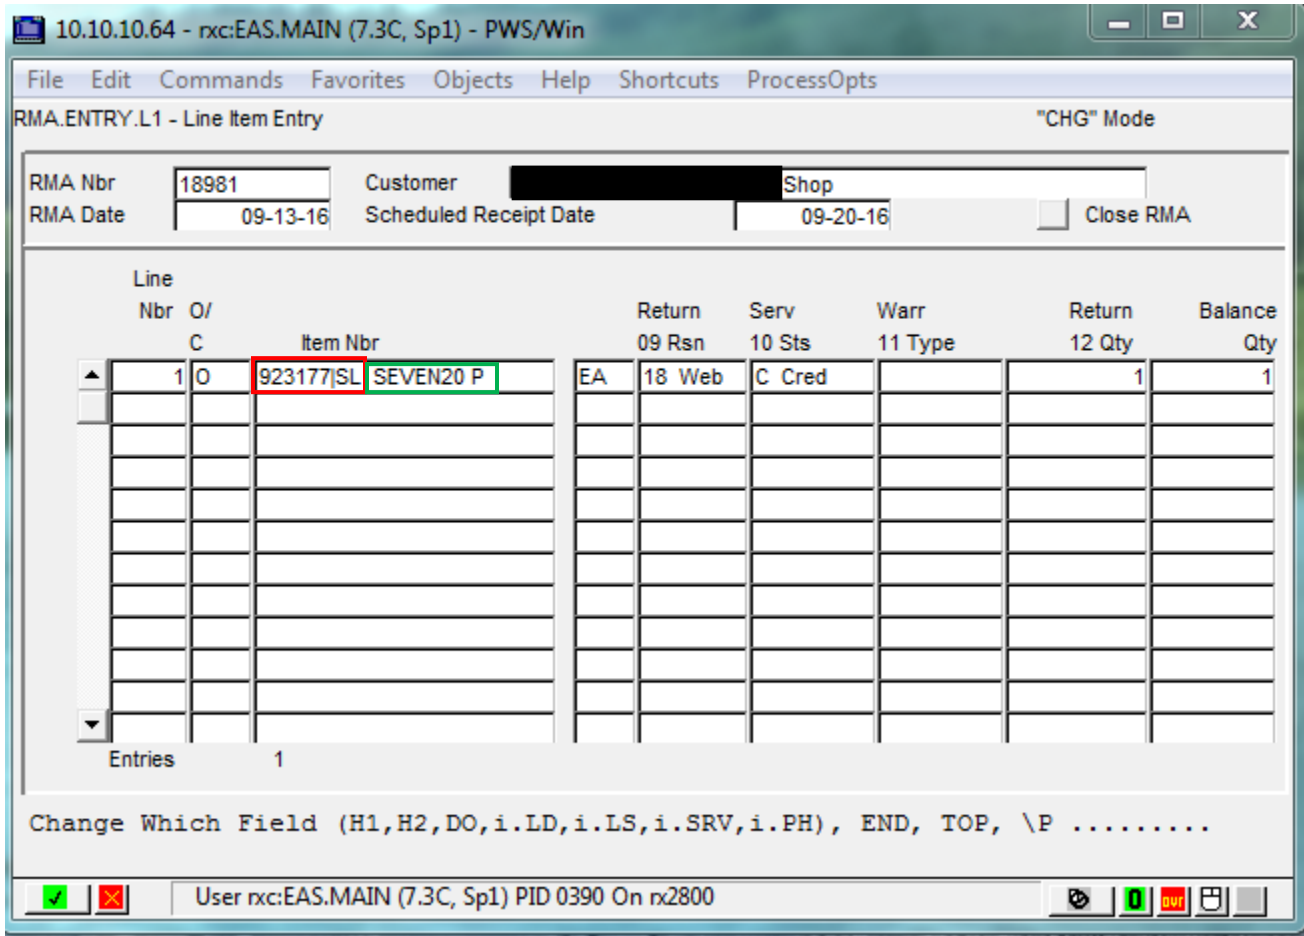 10.10.10.64 - rxc:EAS.MAIN (7.3C, Sp1) - PWS/Win
File Edit Commands Favorites Objects Help Shortcuts ProcessOpts
RMA.ENTRY.L1 - Line Item Entry "CHG" Mode
RMA Nbr 18981 Customer Shop
RMA Date 09-13-16 Scheduled Receipt Date 09-20-16 Close RMA
Line
Nbr O/ Return Serv Warr Return Balance
C Item Nbr 09 Rsn 10 Sts 11 Type 12 Qty Qty
1 O 923177|SL SEVEN20 P EA 18 Web C Cred 1 1
Entries 1
Change Which Field (H1,H2,DO,i.LD,i.LS,i.SRV,i.PH), END, TOP, \P .........
User rxc:EAS.MAIN (7.3C, Sp1) PID 0390 On rx2800 0 ovr